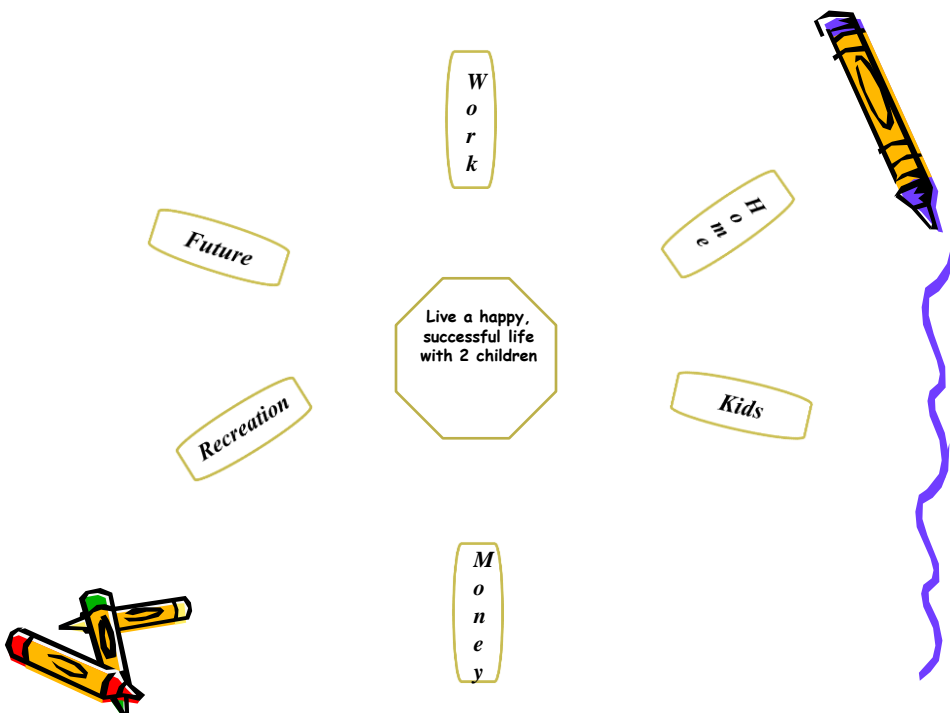 Work
Home
Future
Live a happy,
successful life
with 2 children
Kids
Recreation
Money